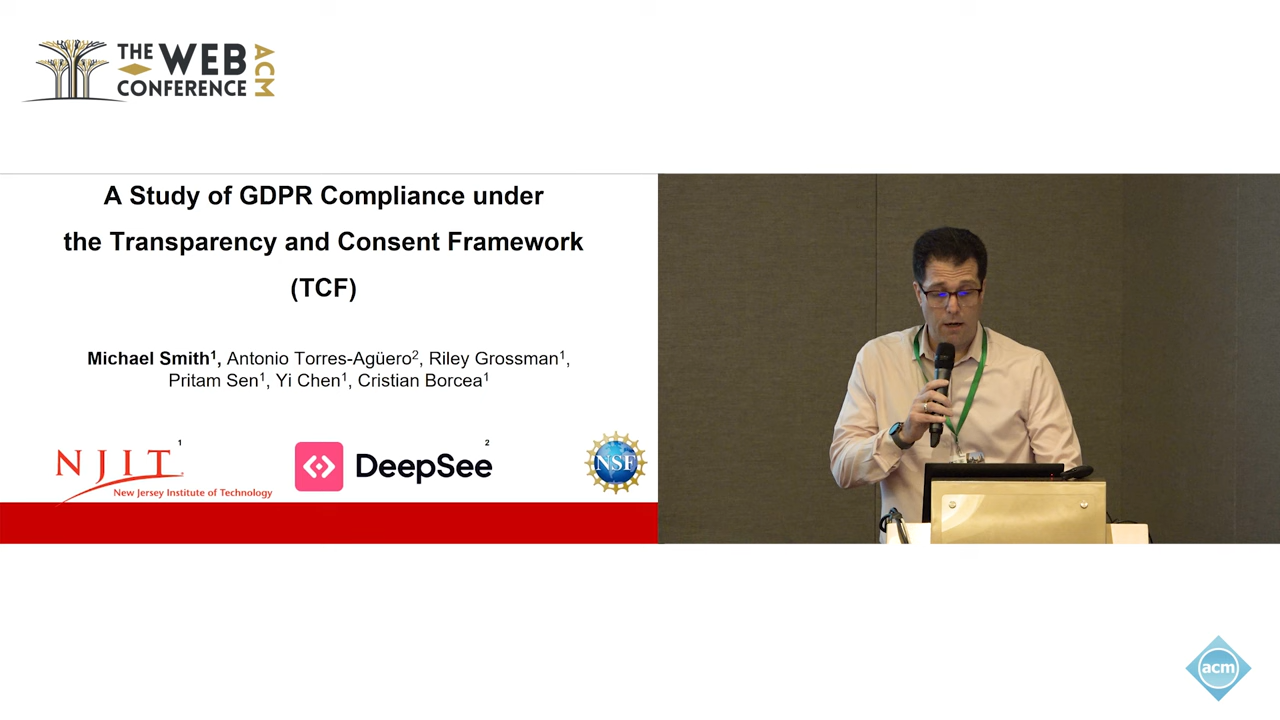 THE WEB CONFERENCE ACM
A Study of GDPR Compliance under
the Transparency and Consent Framework
(TCF)
Michael Smith1, Antonio Torres-Agüero2, Riley Grossman1,
Pritam Sen1, Yi Chen1, Cristian Borcea1
1
NJIT
New Jersey Institute of Technology
2
DeepSee
NSF
acm